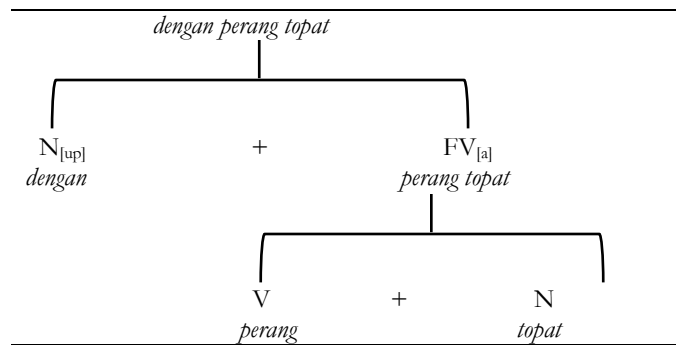 dengan perang topat
N[up] + FV[a]
dengan perang topat
V + N
perang topat